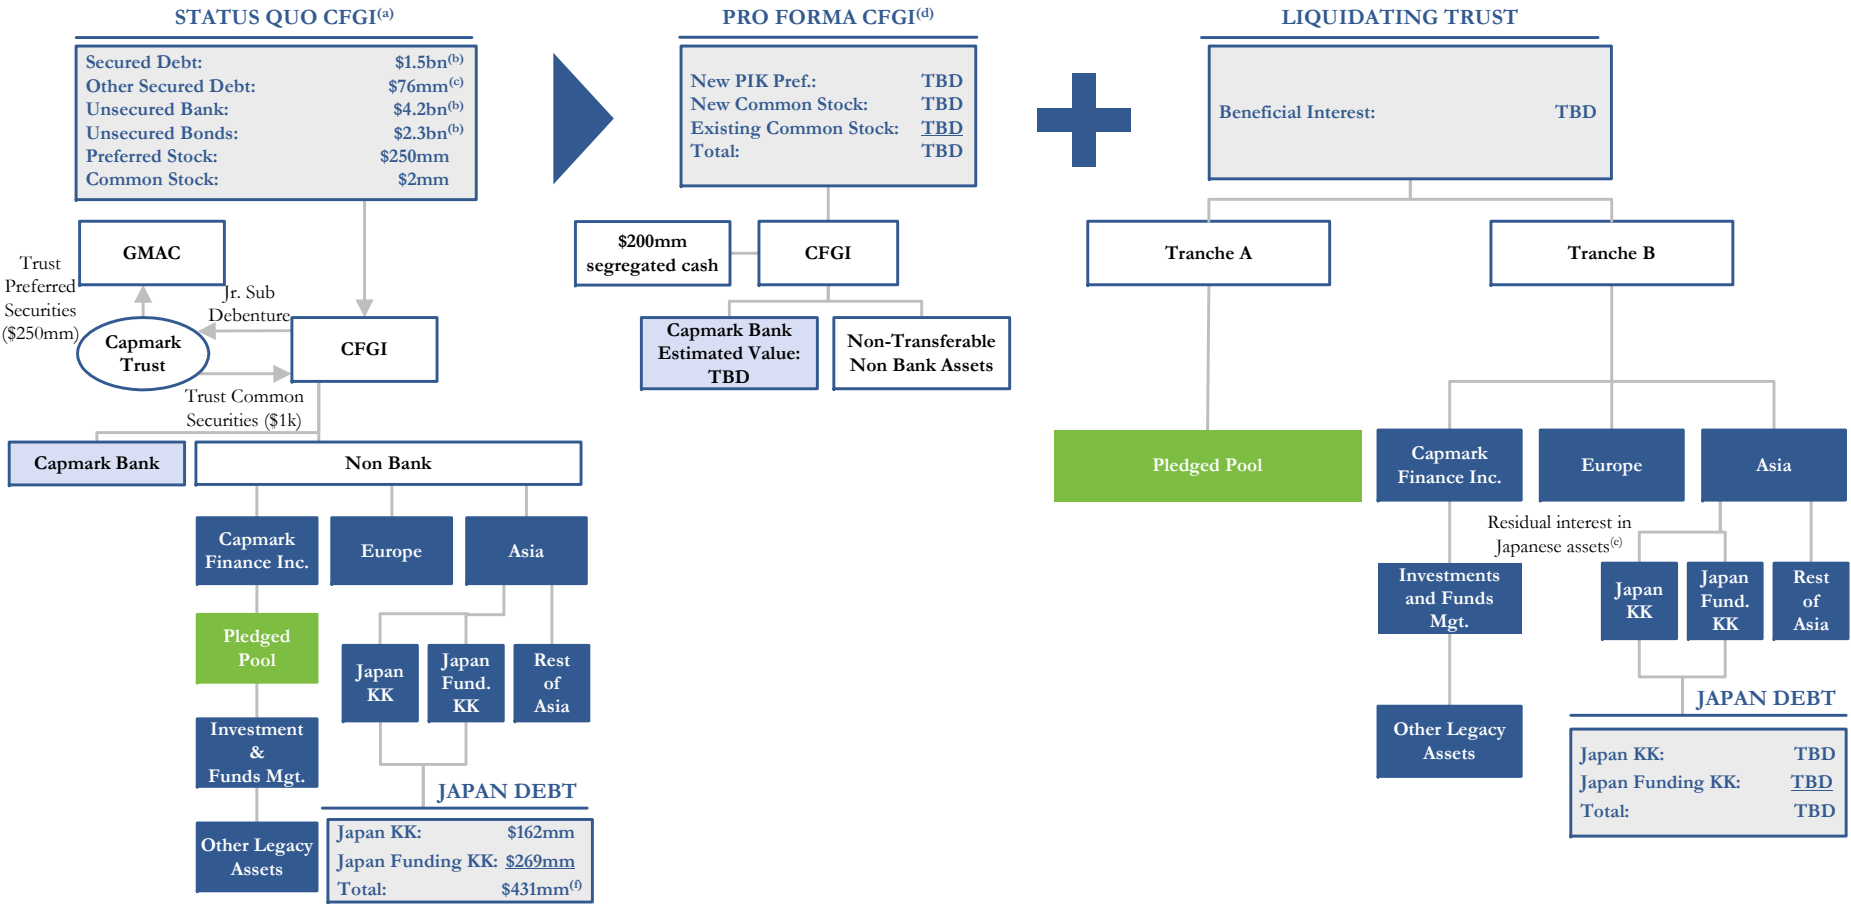 STATUS QUO CFGI(a)
Secured Debt: $1.5bn(b)
Other Secured Debt: $76mm(c)
Unsecured Bank: $4.2bn(b)
Unsecured Bonds: $2.3bn(b)
Preferred Stock: $250mm
Common Stock: $2mm
GMAC
Trust
Preferred
Securities
($250mm)
Jr. Sub
Debenture
Capmark
Trust
CFGI
Trust Common
Securities ($1k)
Capmark Bank
Non Bank
Capmark
Finance Inc.
Europe
Asia
Pledged
Pool
Japan
KK
Japan
Fund.
KK
Rest
of
Asia
Investment
&
Funds Mgt.
Other Legacy
Assets
JAPAN DEBT
Japan KK: $162mm
Japan Funding KK: $269mm
Total: $431mm(f)
PRO FORMA CFGI(d)
New PIK Pref.: TBD
New Common Stock: TBD
Existing Common Stock: TBD
Total: TBD
$200mm
segregated cash
CFGI
Capmark Bank
Estimated Value:
TBD
Non-Transferable
Non Bank Assets
LIQUIDATING TRUST
Beneficial Interest: TBD
Tranche A
Tranche B
Pledged Pool
Capmark
Finance Inc.
Europe
Asia
Residual interest in
Japanese assets(e)
Investments
and Funds
Mgt.
Japan
KK
Japan
Fund.
KK
Rest
of
Asia
Other Legacy
Assets
JAPAN DEBT
Japan KK: TBD
Japan Funding KK: TBD
Total: TBD